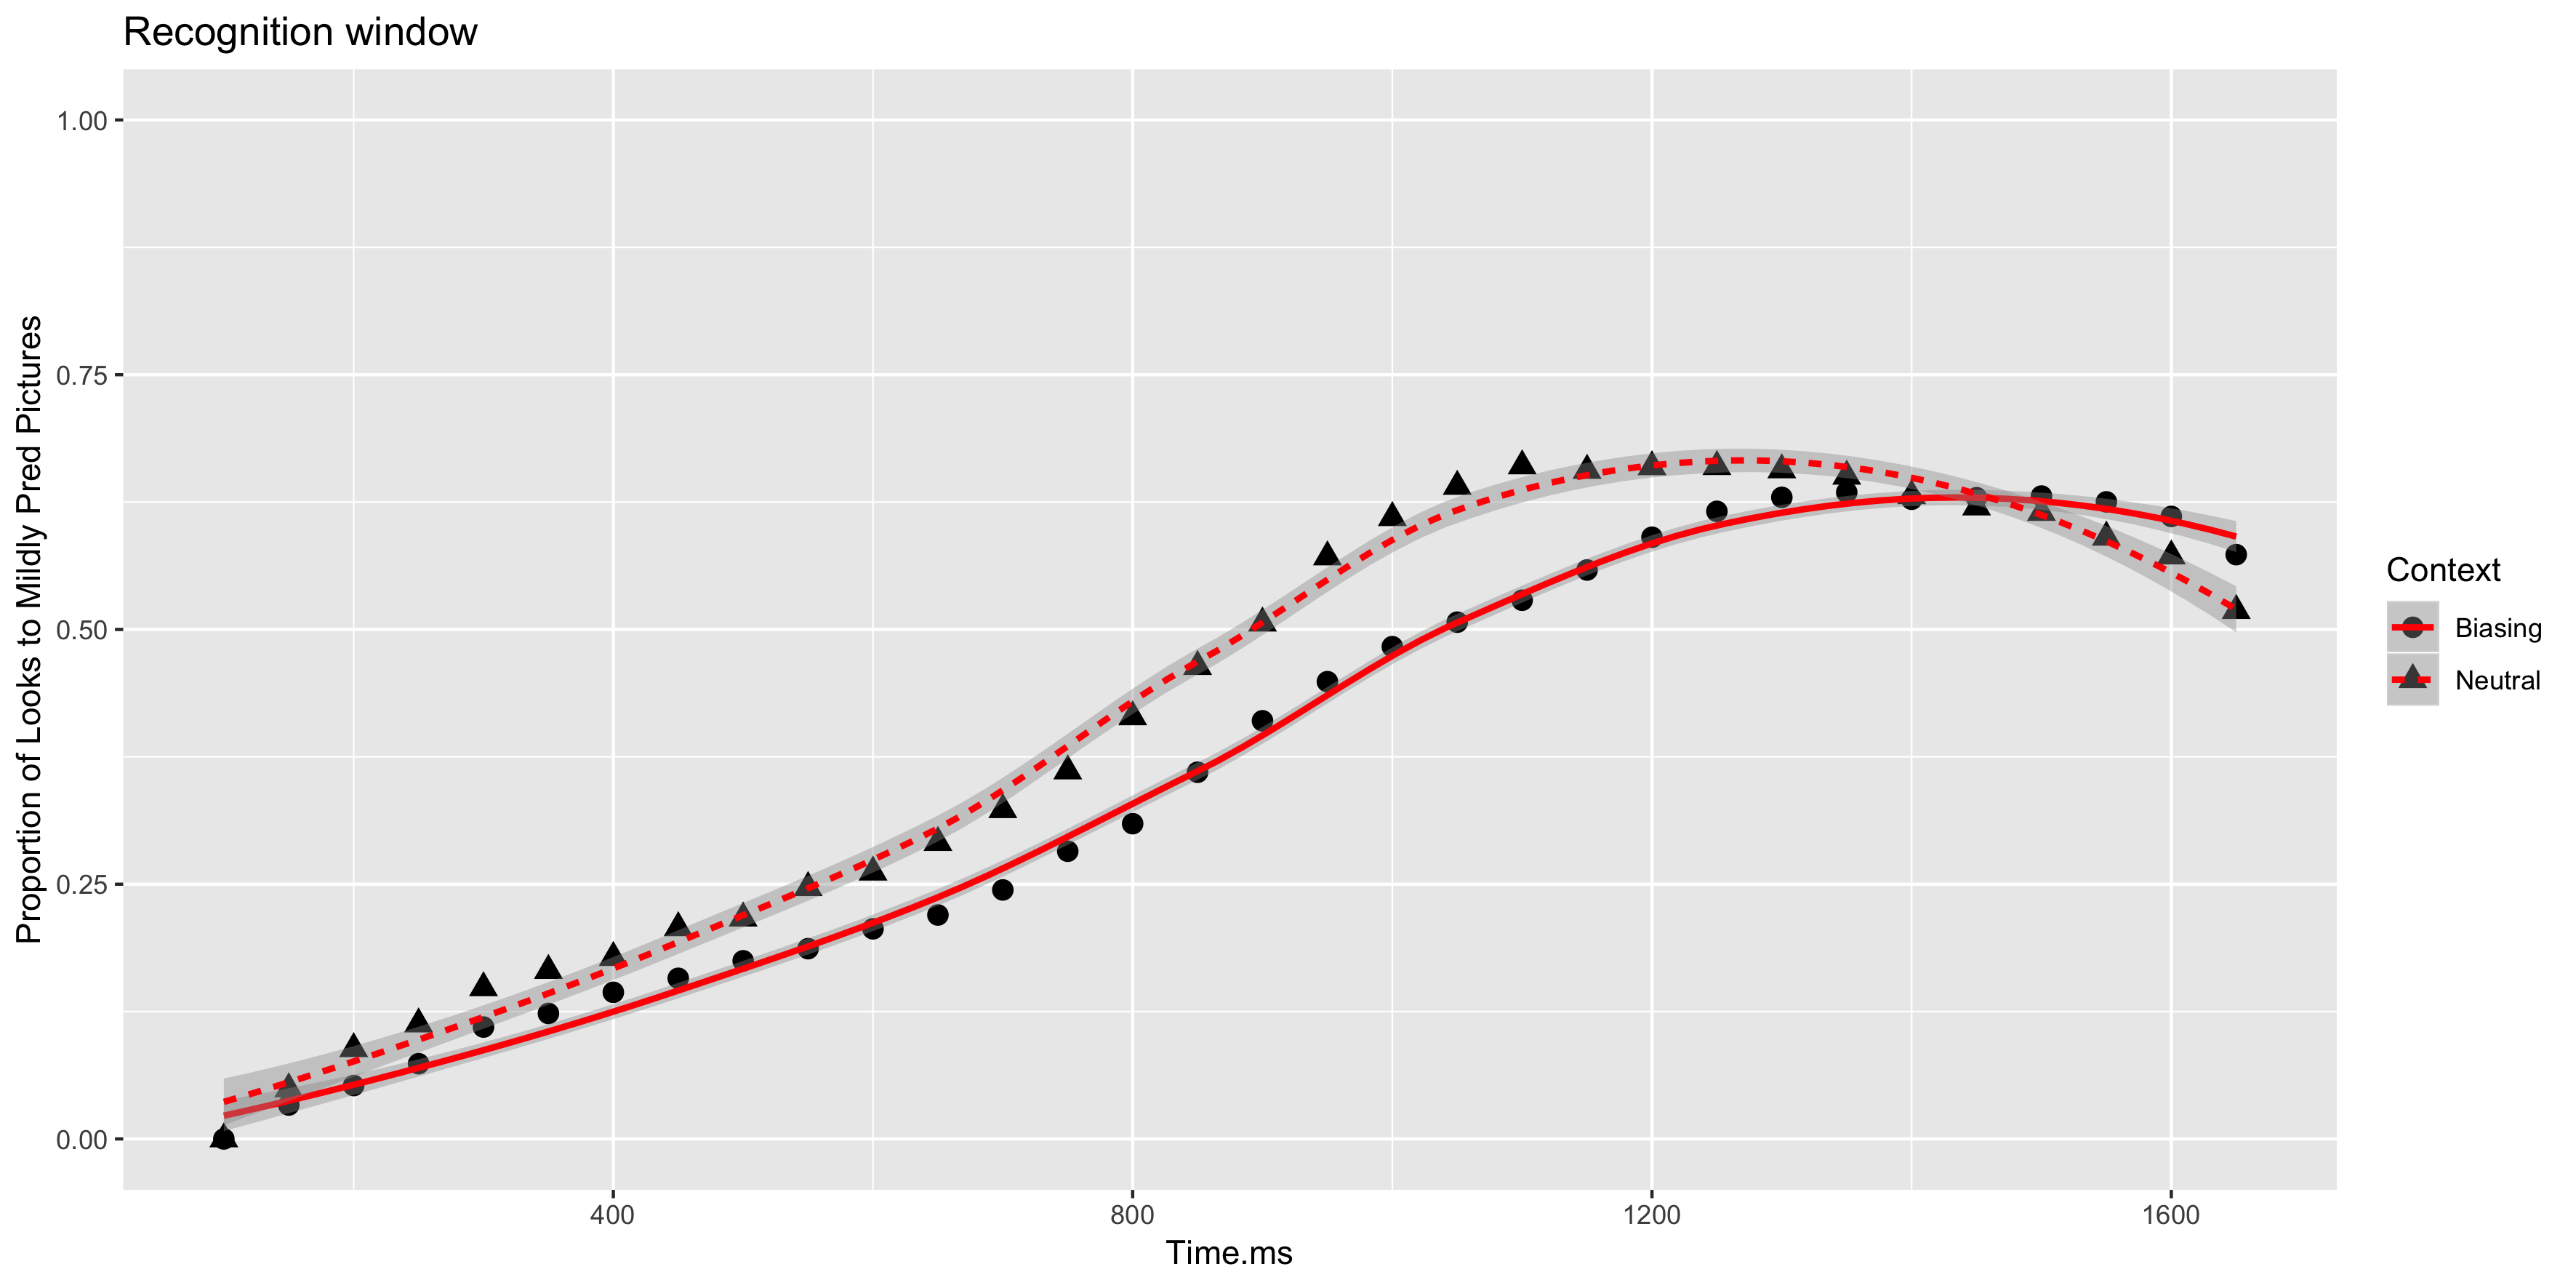 Recognition window
Proportion of Looks to Mildly Pred Pictures
1.00
0.75
0.50
0.25
0.00
400
800
1200
1600
Time.ms
Context
Biasing
Neutral